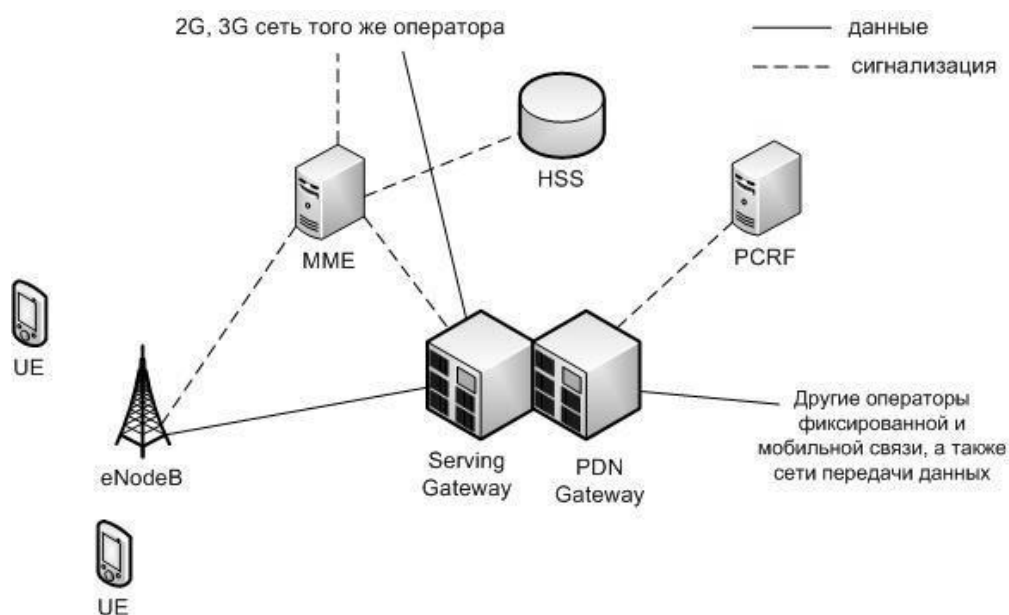 2G, 3G сеть того же оператора
данные
сигнализация
HSS
MME
PCRF
UE
eNodeB
Serving
Gateway
PDN
Gateway
Другие операторы
фиксированной и
мобильной связи, а также
сети передачи данных
UE